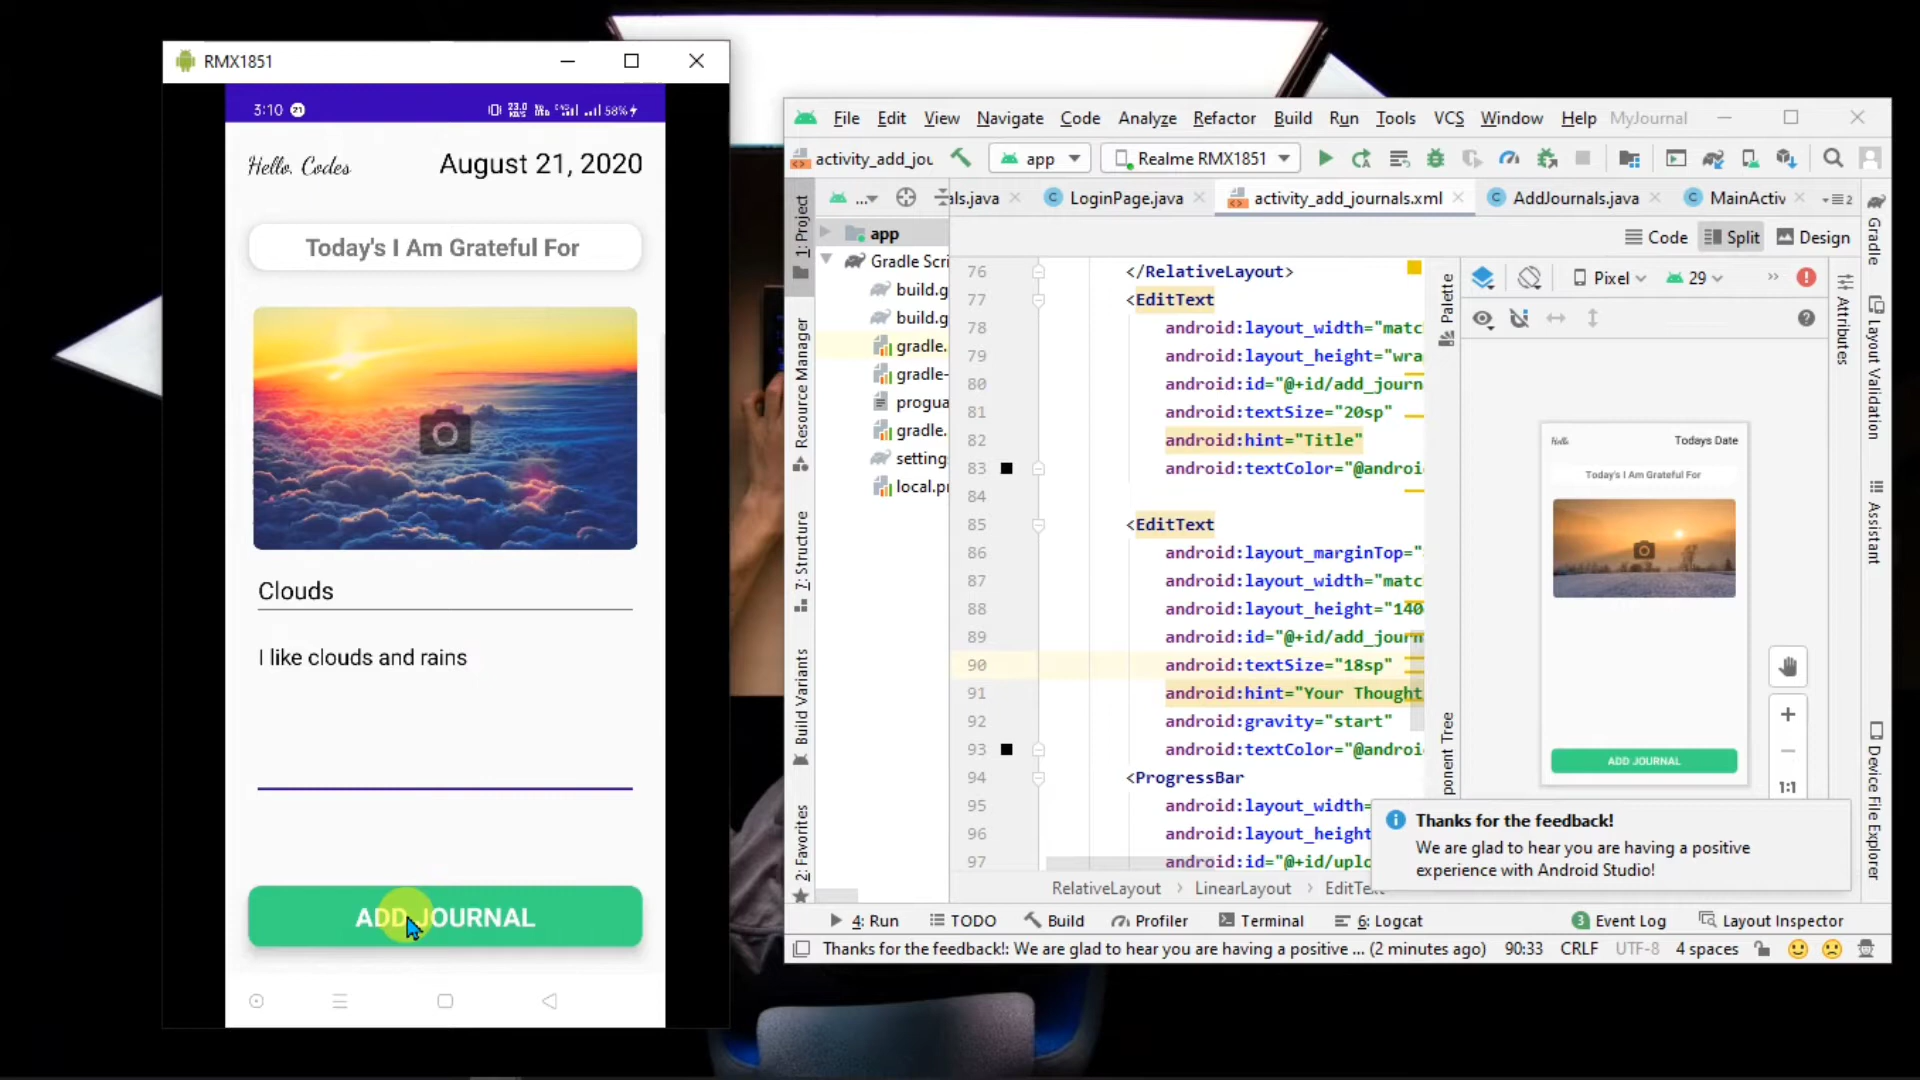 RMX1851
3:10 21
23.0
58%
Hello, Codes
August 21, 2020
Today's I Am Grateful For
Clouds
I like clouds and rains
ADD JOURNAL
File Edit View Navigate Code Analyze Refactor Build Run Tools VCS Window Help MyJournal
activity_add_jou
app
Realme RMX1851
...
als.java
LoginPage.java
activity_add_journals.xml
AddJournals.java
MainActiv
2
Code
Split
Design
1: Project
Resource Manager
7: Structure
Build Variants
2: Favorites
app
Gradle Scri
build.g
build.g
gradle.
gradle-
progua
gradle.
setting
local.pr
76 </RelativeLayout>
77 <EditText
78 android:layout_width="matc
79 android:layout_height="wra
80 android:id="@+id/add_journ
81 android:textSize="20sp"
82 android:hint="Title"
83 android:textColor="@androi
84
85 <EditText
86 android:layout_marginTop="
87 android:layout_width="matc
88 android:layout_height="140
89 android:id="@+id/add_journ
90 android:textSize="18sp"
91 android:hint="Your Thought
92 android:gravity="start"
93 android:textColor="@androi
94 <ProgressBar
95 android:layout_width=
96 android:layout_height
97 android:id="@+id/uplo
RelativeLayout › LinearLayout › EditText
Palette
ponent Tree
Pixel
29
»
Attributes
Todays Date
Today's I Am Grateful For
ADD JOURNAL
1:1
Gradle
Layout Validation
Assistant
Device File Explorer
Thanks for the feedback!
We are glad to hear you are having a positive
experience with Android Studio!
4: Run
TODO
Build
Profiler
Terminal
6: Logcat
3 Event Log
Layout Inspector
Thanks for the feedback!: We are glad to hear you are having a positive ... (2 minutes ago)
90:33 CRLF UTF-8 4 spaces